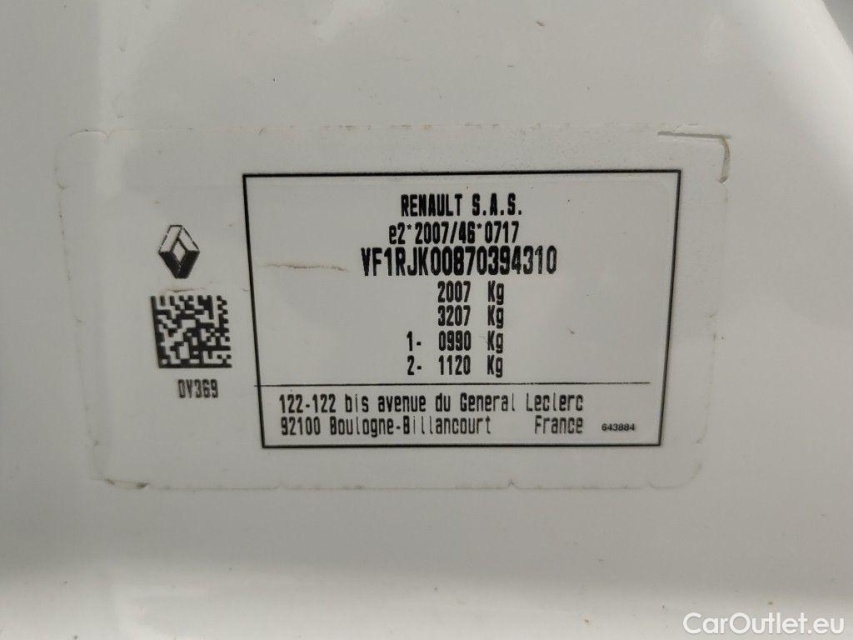 RENAULT S.A.S.
e2*2007/46*0717
VF1RJK00870394310
2007 Kg
3207 Kg
1- 0990 Kg
2- 1120 Kg
DV369
122-122 bis avenue du General Leclerc
92100 Boulogne-Billancourt France 643884
CarOutlet.eu